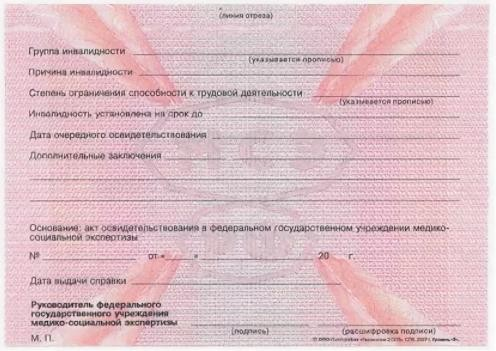 (линия отреза)
Группа инвалидности
(указывается прописью)
Причина инвалидности
Степень ограничения способности к трудовой деятельности
(указывается прописью)
Инвалидность установлена на срок до
Дата очередного освидетельствования
Дополнительные заключения
МСЭ
Основание: акт освидетельствования в федеральном государственном учреждении медико-
социальной экспертизы
№ от « » 20 г.
Дата выдачи справки
Руководитель федерального
государственного учреждения
медико-социальной экспертизы
(подпись) (расшифровка подписи)
М. П.